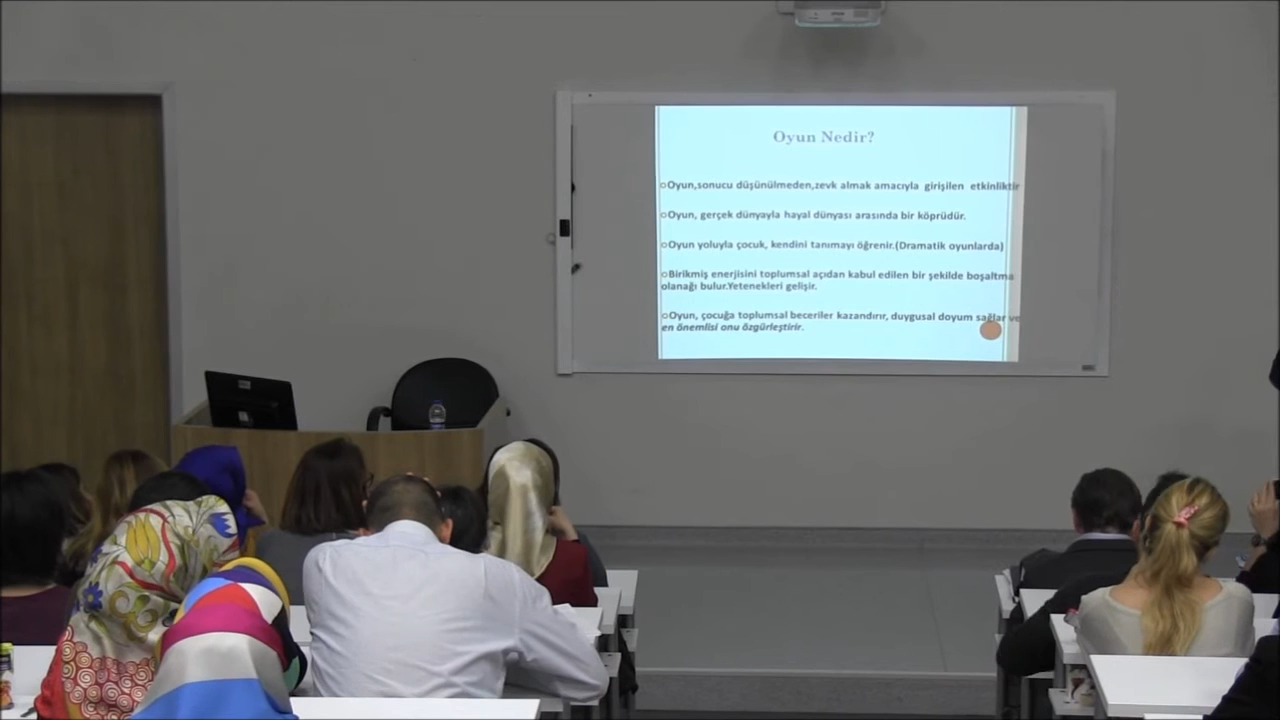 Oyun Nedir?
○Oyun,sonucu düşünülmeden,zevk almak amacıyla girişilen etkinliktir
○Oyun, gerçek dünyayla hayal dünyası arasında bir köprüdür.
○Oyun yoluyla çocuk, kendini tanımayı öğrenir.(Dramatik oyunlarda)
○Birikmiş enerjisini toplumsal açıdan kabul edilen bir şekilde boşaltma
olanağı bulur.Yetenekleri gelişir.
○Oyun, çocuğa toplumsal beceriler kazandırır, duygusal doyum sağlar ve
en önemlisi onu özgürleştirir.